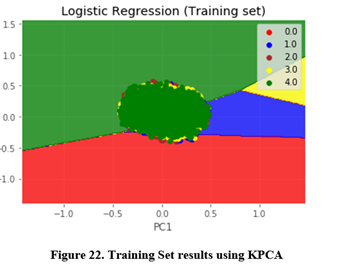 Logistic Regression (Training set)
1.5
1.0
0.5
0.0
-0.5
-1.0
0.0
1.0
2.0
3.0
4.0
-1.0 -0.5 0.0 0.5 1.0
PC1
Figure 22. Training Set results using KPCA